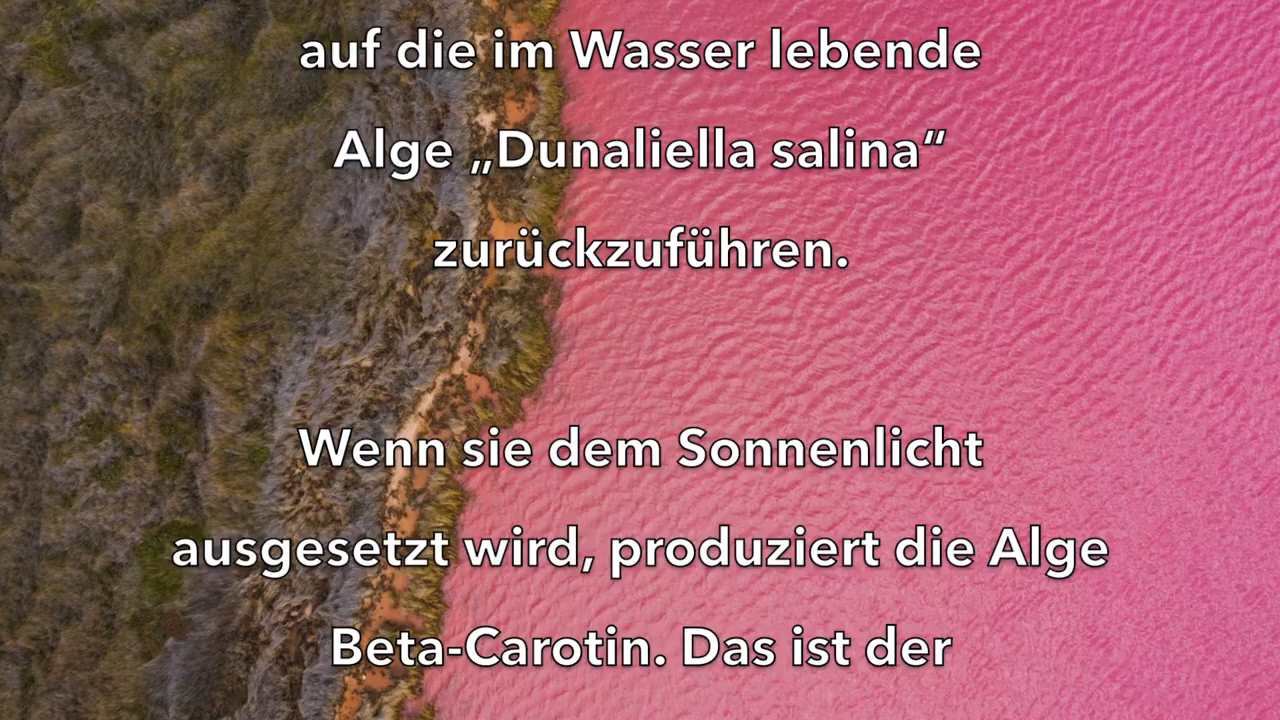 auf die im Wasser lebende
Alge „Dunaliella salina“
zurückzuführen.
Wenn sie dem Sonnenlicht
ausgesetzt wird, produziert die Alge
Beta-Carotin. Das ist der